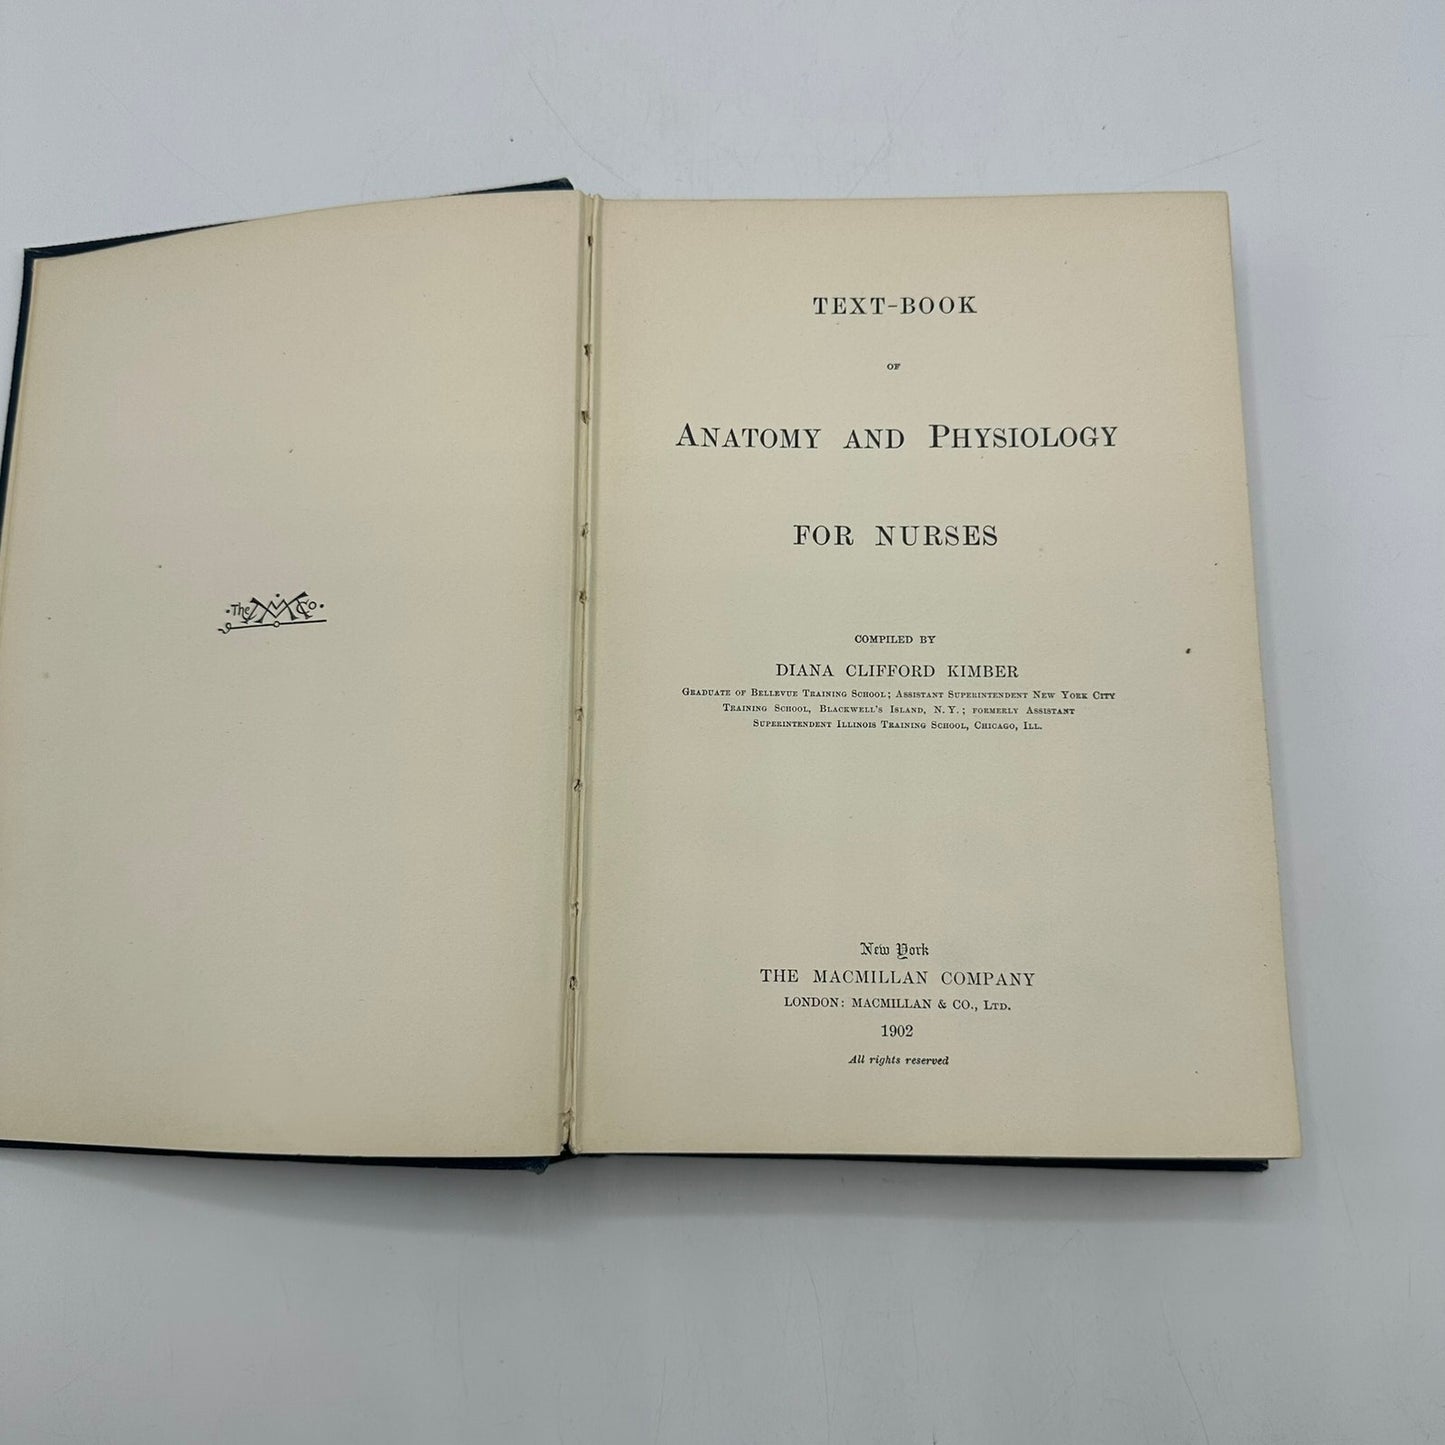 The MCo.
TEXT-BOOK
OF
ANATOMY AND PHYSIOLOGY
FOR NURSES
COMPILED BY
DIANA CLIFFORD KIMBER
GRADUATE OF BELLEVUE TRAINING SCHOOL; ASSISTANT SUPERINTENDENT NEW YORK CITY
TRAINING SCHOOL, BLACKWELL'S ISLAND, N.Y.; FORMERLY ASSISTANT
SUPERINTENDENT ILLINOIS TRAINING SCHOOL, CHICAGO, ILL.
New York
THE MACMILLAN COMPANY
LONDON: MACMILLAN & CO., LTD.
1902
All rights reserved